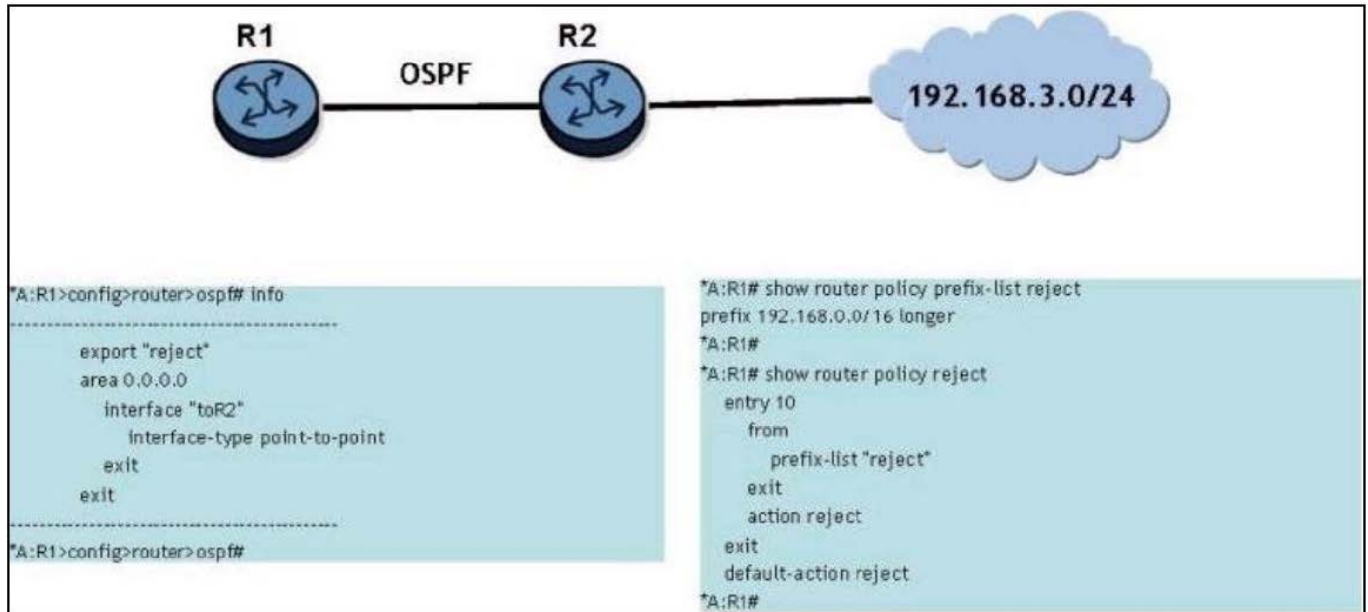 R1
R2
OSPF
192.168.3.0/24
*A:R1>config>router>ospf# info
----------------------------------------------
export "reject"
area 0.0.0.0
interface "toR2"
interface-type point-to-point
exit
exit
----------------------------------------------
*A:R1>config>router>ospf#
*A:R1# show router policy prefix-list reject
prefix 192.168.0.0/16 longer
*A:R1#
*A:R1# show router policy reject
entry 10
from
prefix-list "reject"
exit
action reject
exit
default-action reject
*A:R1#